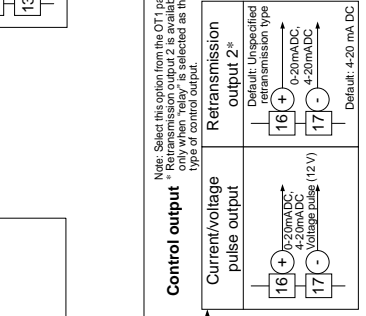 13
Control output
Note: Select this option from the OT1 pa
* Retransmission output 2 is availab
only when "relay" is selected as th
type of control output.
Current/voltage
pulse output
16
+
0-20mADC,
4-20mADC
Voltage pulse (12 V)
17
-
Retransmission
output 2*
Default: Unspecified
retransmission type
16
+
0-20mADC,
4-20mADC
17
-
Default: 4-20 mA DC